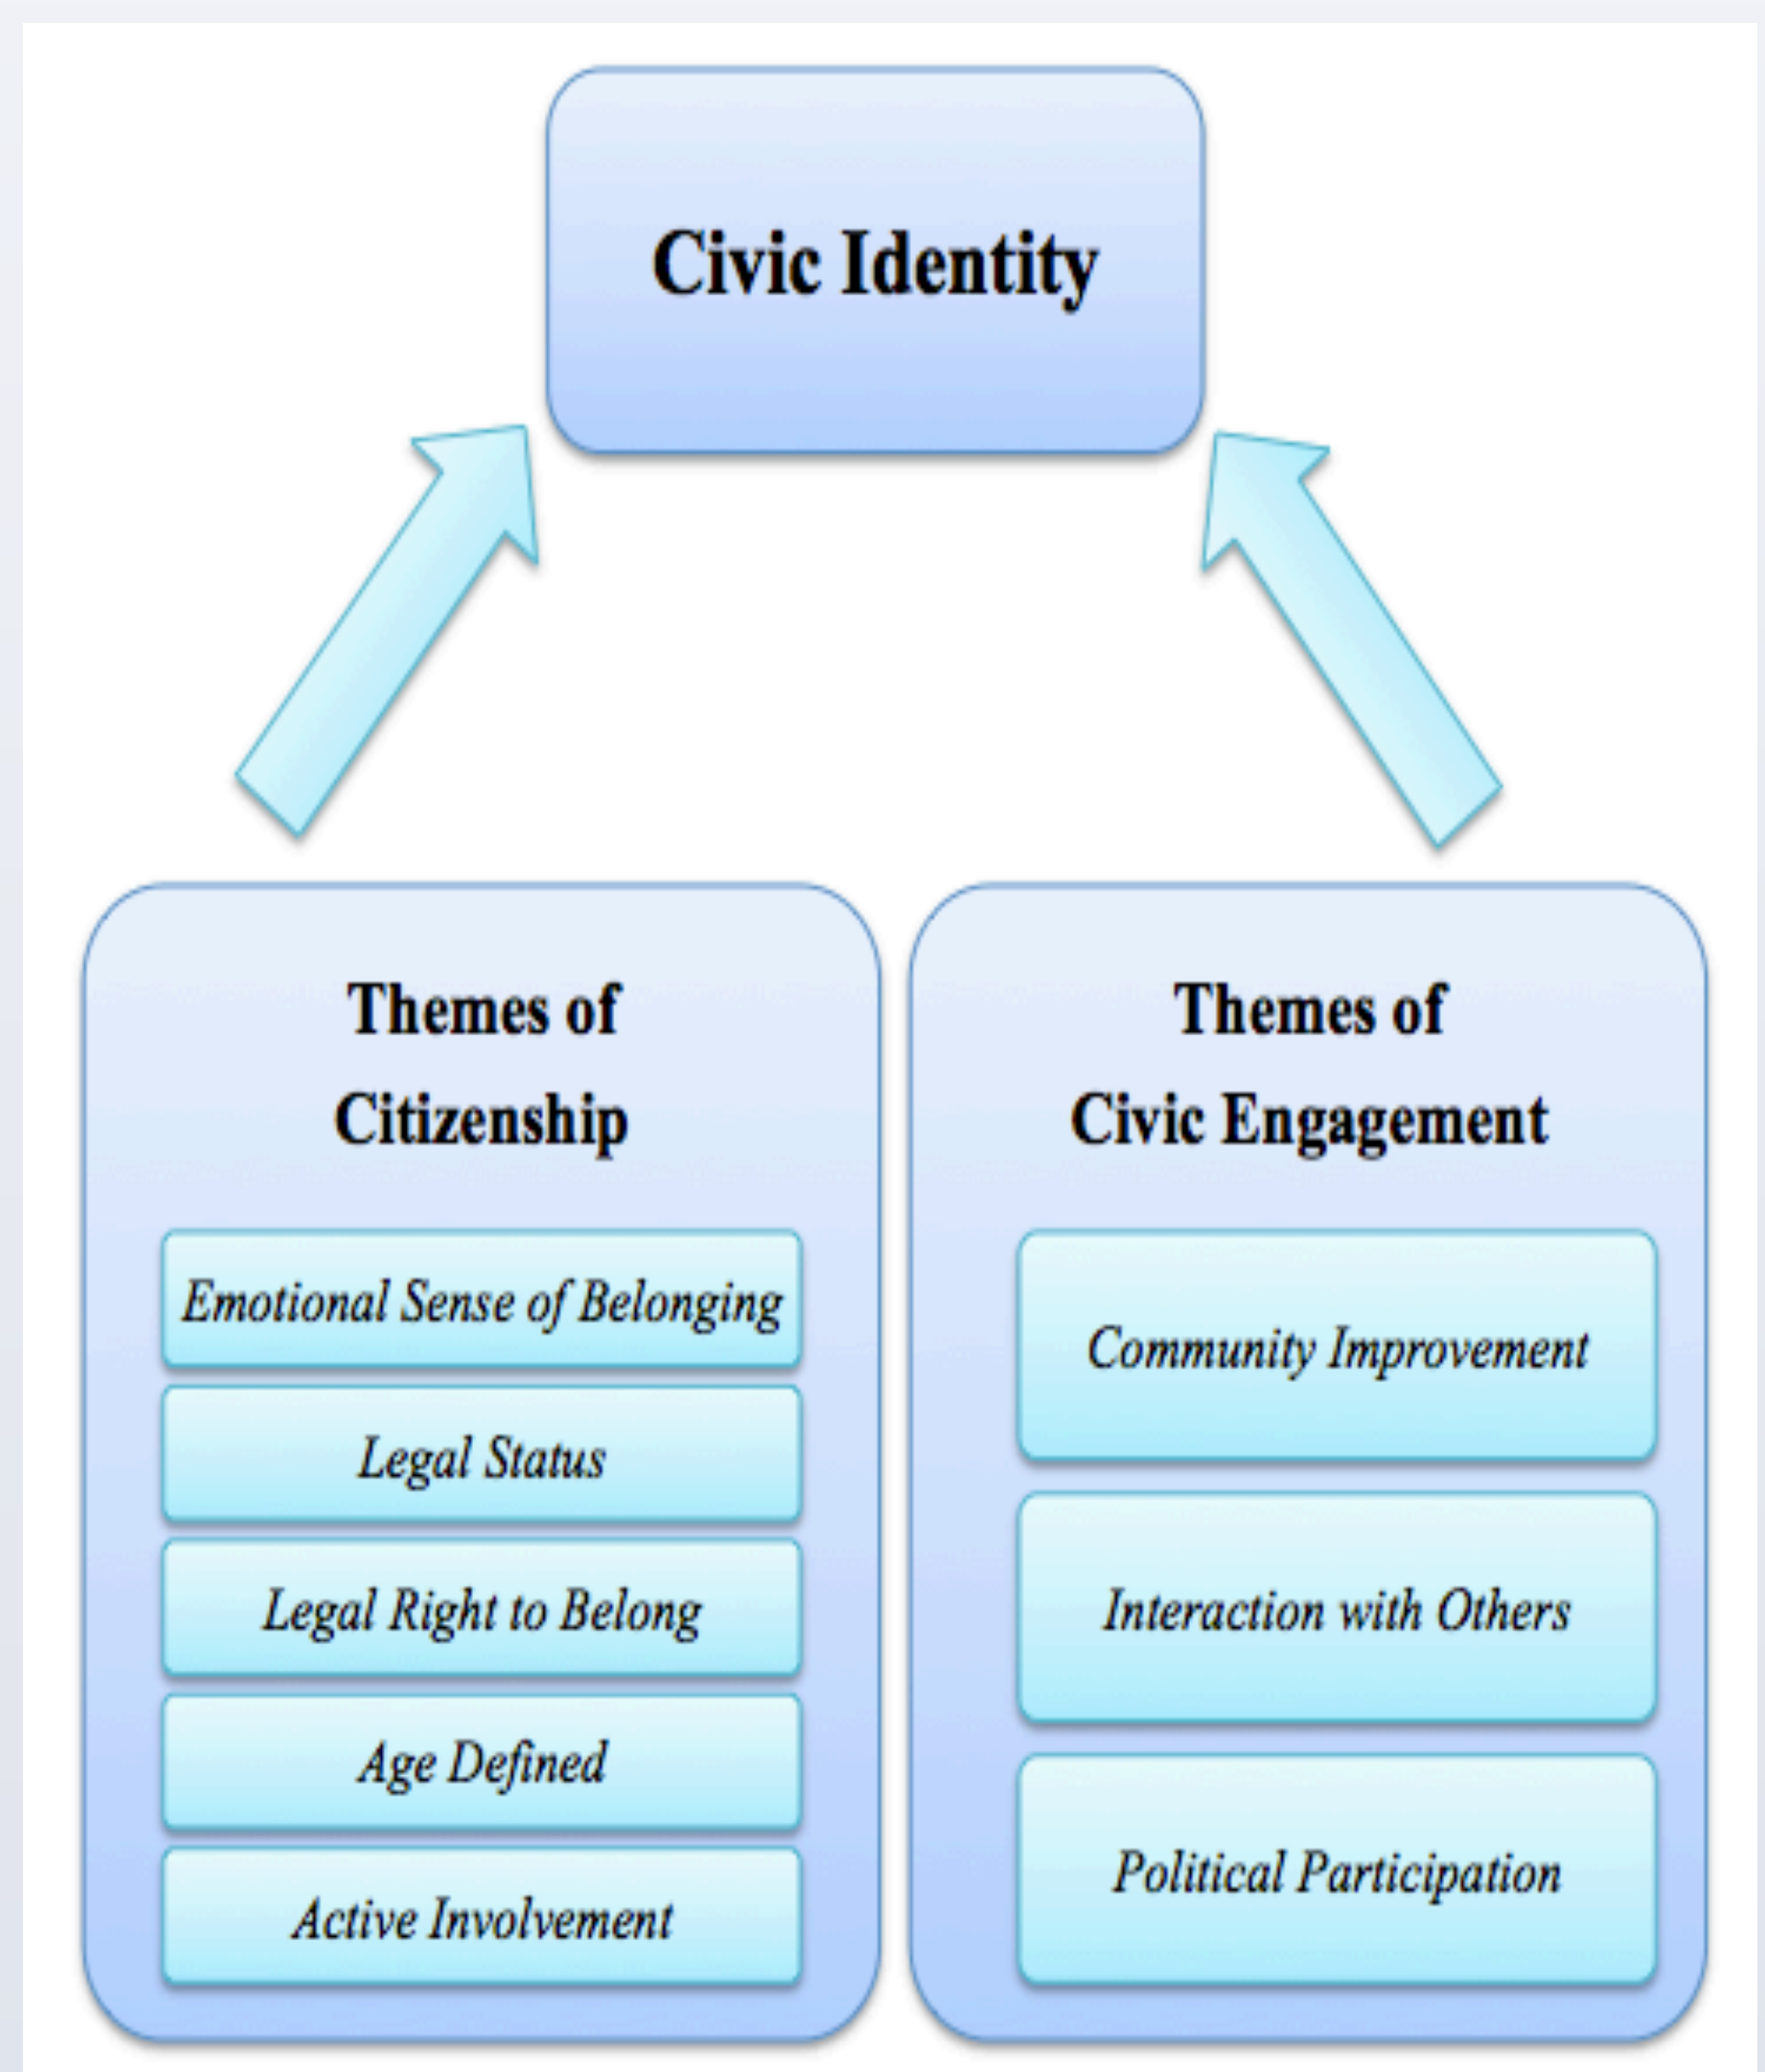 Civic Identity
Themes of
Citizenship
Emotional Sense of Belonging
Legal Status
Legal Right to Belong
Age Defined
Active Involvement
Themes of
Civic Engagement
Community Improvement
Interaction with Others
Political Participation